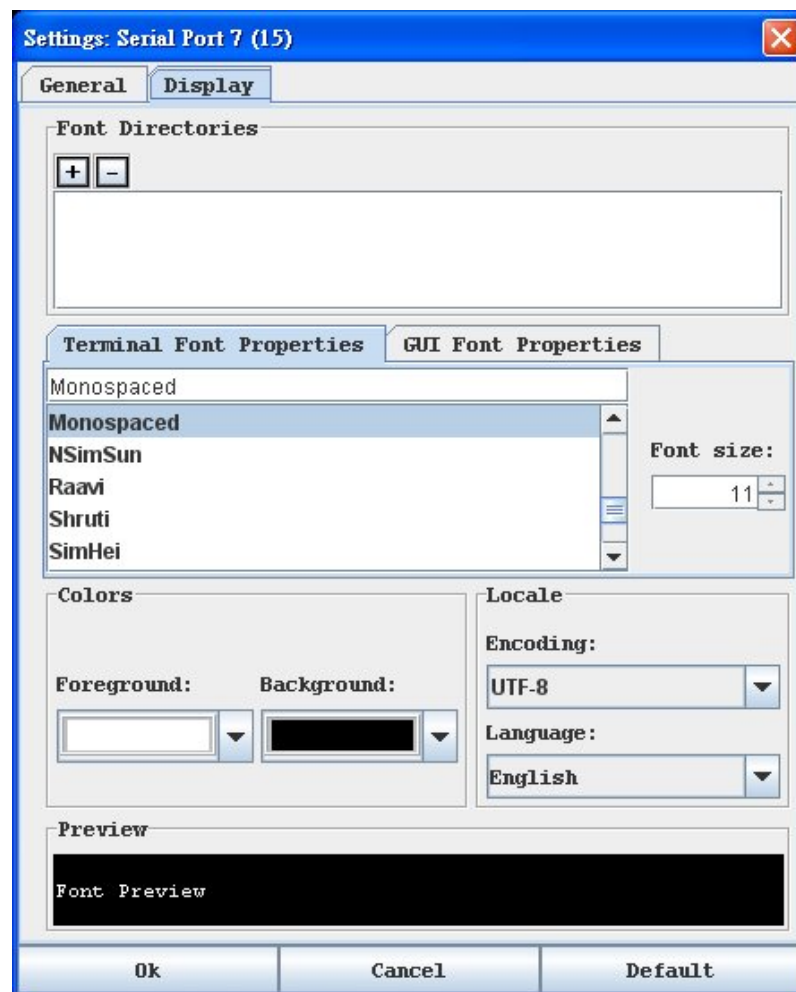 Settings: Serial Port 7 (15)
General Display
Font Directories
+ -
Terminal Font Properties GUI Font Properties
Monospaced
Monospaced
NSimSun
Raavi
Shruti
SimHei
Font size:
11
Colors
Foreground: Background:
Locale
Encoding:
UTF-8
Language:
English
Preview
Font Preview
Ok Cancel Default